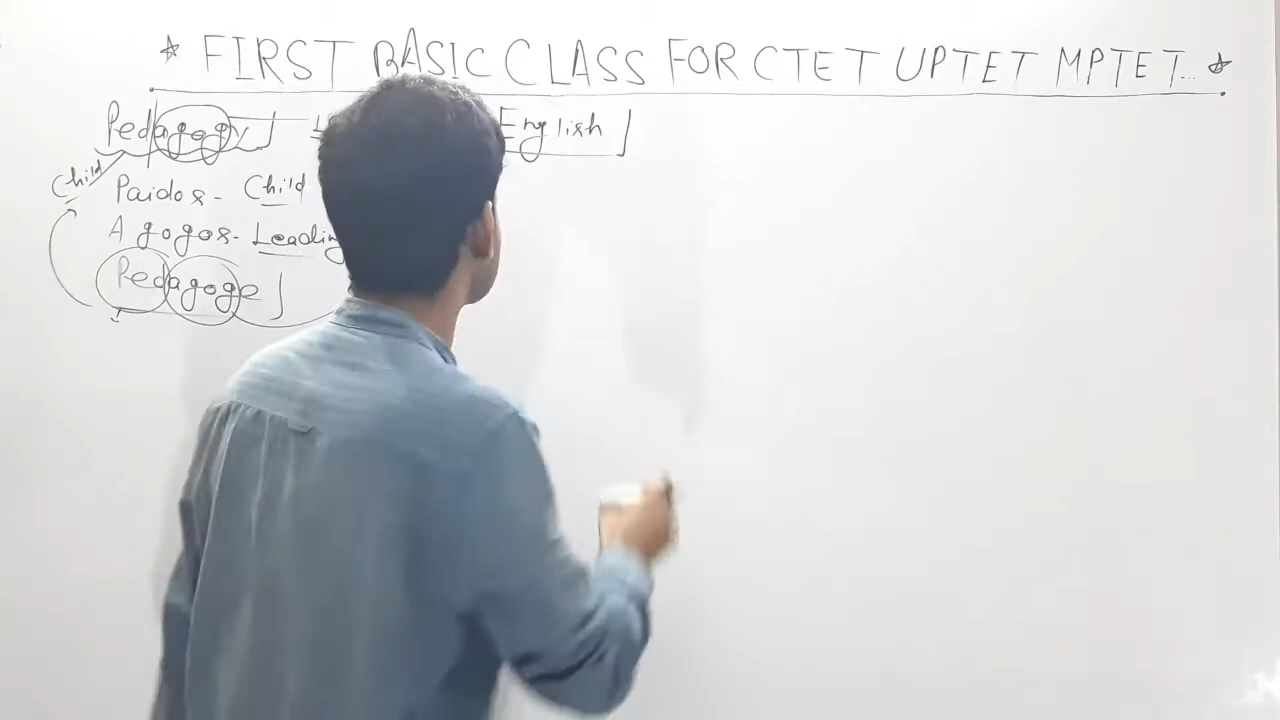 * FIRST BASIC CLASS FOR CTET UPTET MPTET... *
Pedagogy English
Child
Paidos - Child
Agogos - Leading
Pedagoge